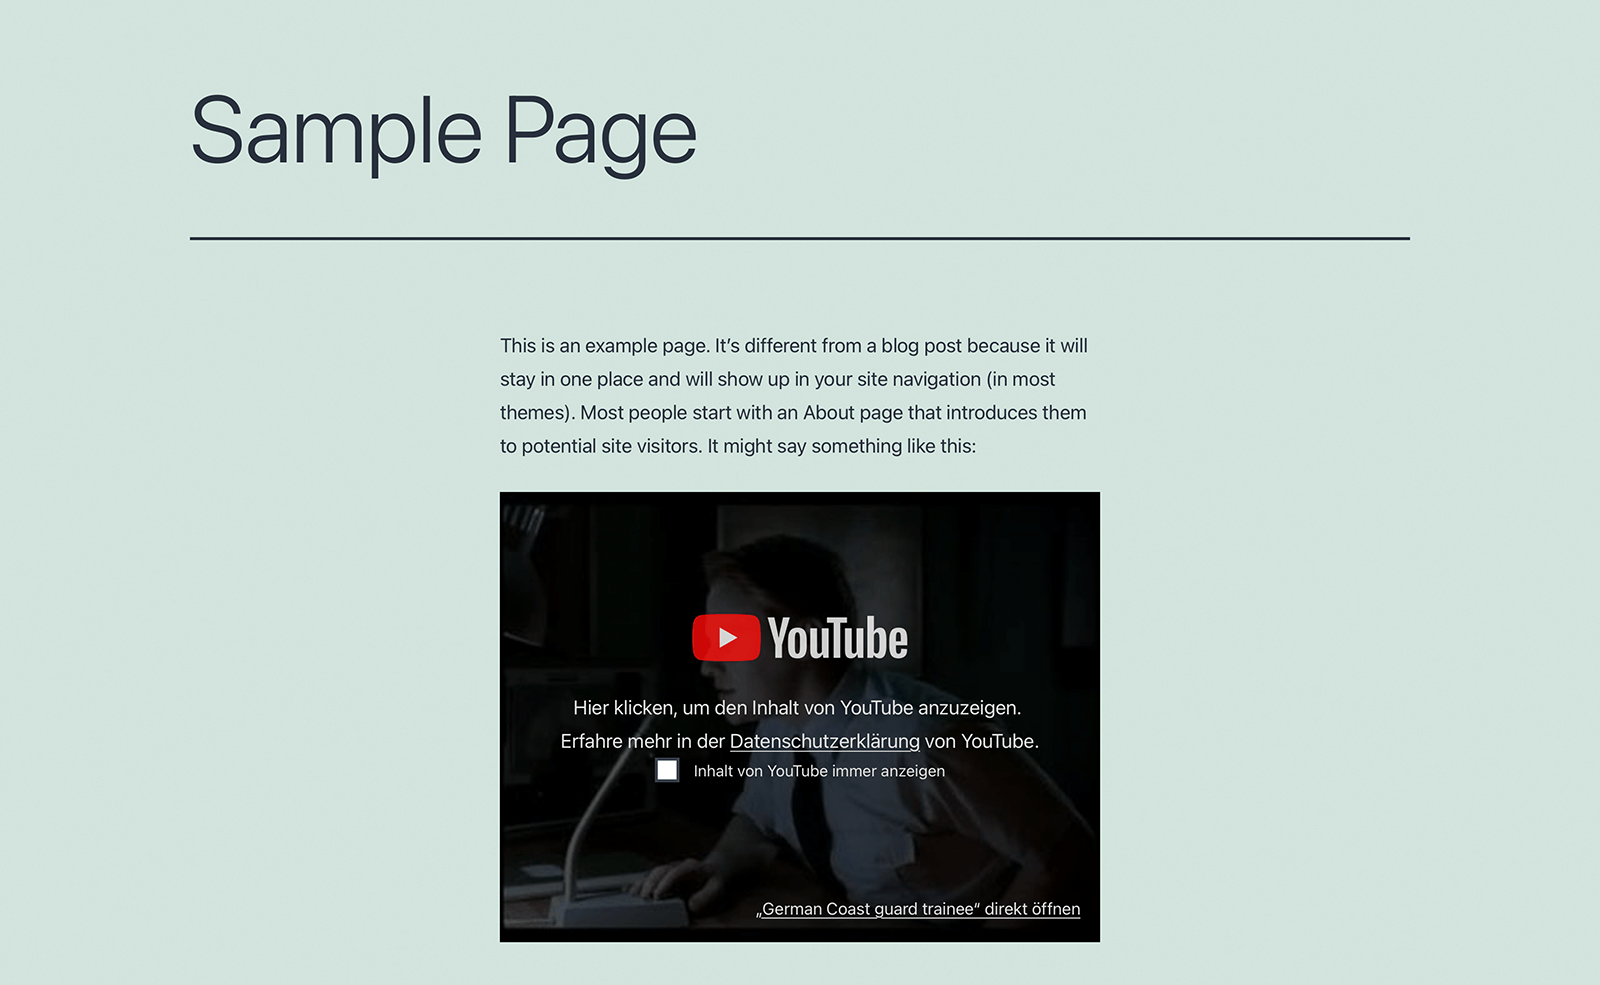 Sample Page
This is an example page. It’s different from a blog post because it will
stay in one place and will show up in your site navigation (in most
themes). Most people start with an About page that introduces them
to potential site visitors. It might say something like this:
YouTube
Hier klicken, um den Inhalt von YouTube anzuzeigen.
Erfahre mehr in der Datenschutzerklärung von YouTube.
Inhalt von YouTube immer anzeigen
„German Coast guard trainee“ direkt öffnen